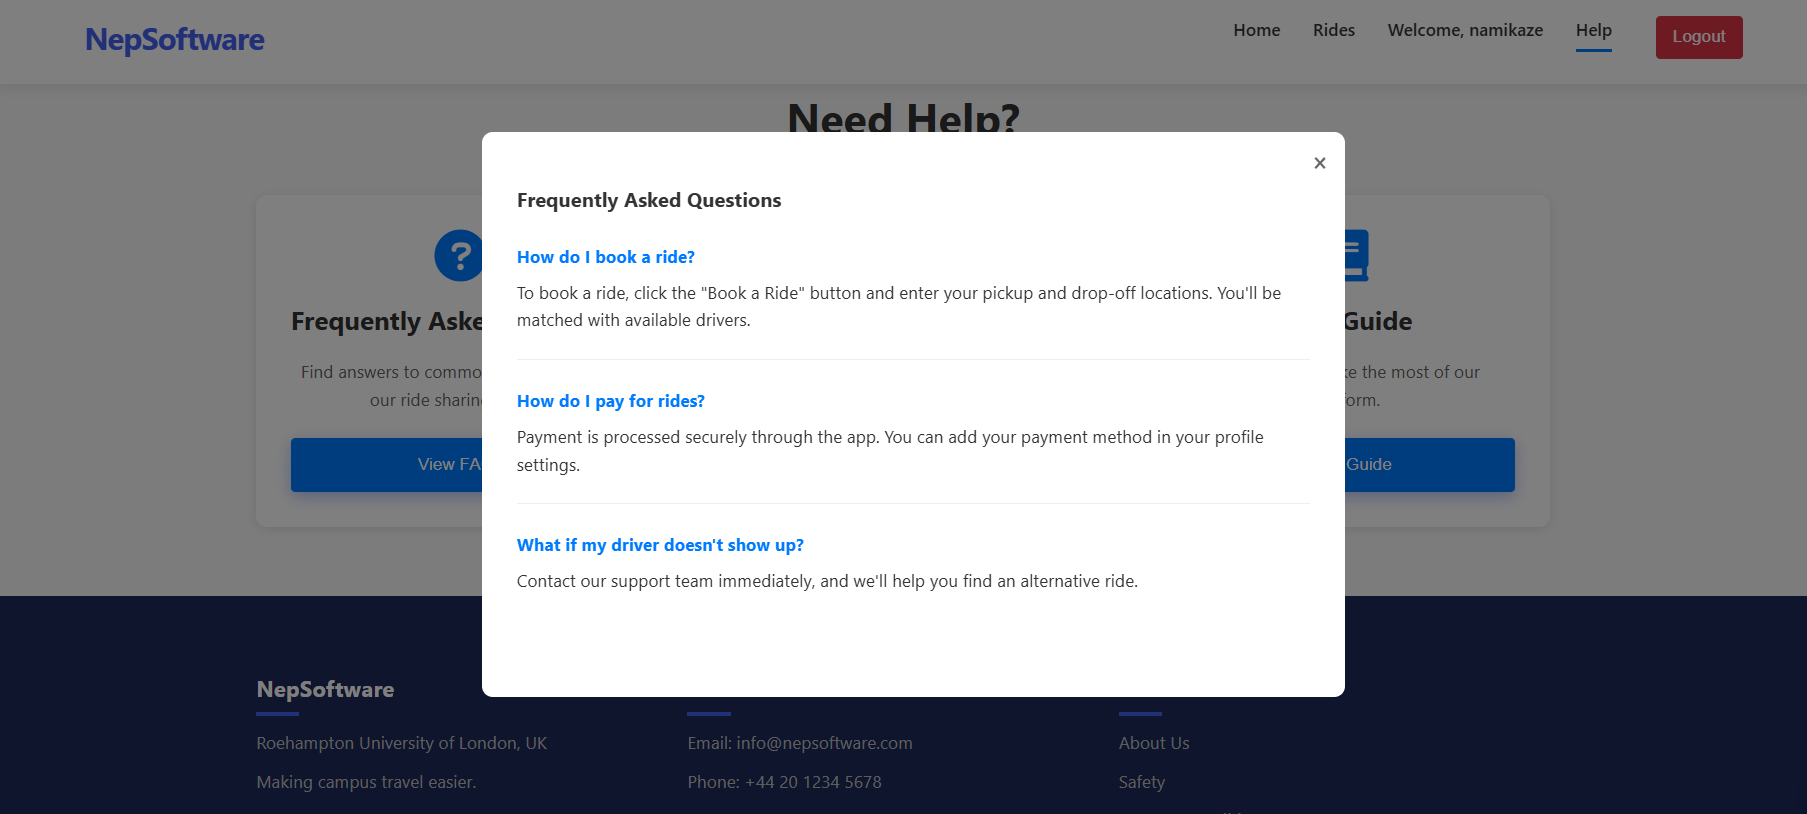 NepSoftware
Home
Rides
Welcome, namikaze
Help
Logout
Need Help?
×
Frequently Asked Questions
How do I book a ride?
To book a ride, click the "Book a Ride" button and enter your pickup and drop-off locations. You'll be
matched with available drivers.
How do I pay for rides?
Payment is processed securely through the app. You can add your payment method in your profile
settings.
What if my driver doesn't show up?
Contact our support team immediately, and we'll help you find an alternative ride.
Frequently Aske
Find answers to commo
our ride sharin
View FA
Guide
the most of our
Guide
NepSoftware
Roehampton University of London, UK
Making campus travel easier.
Email: info@nepsoftware.com
Phone: +44 20 1234 5678
About Us
Safety